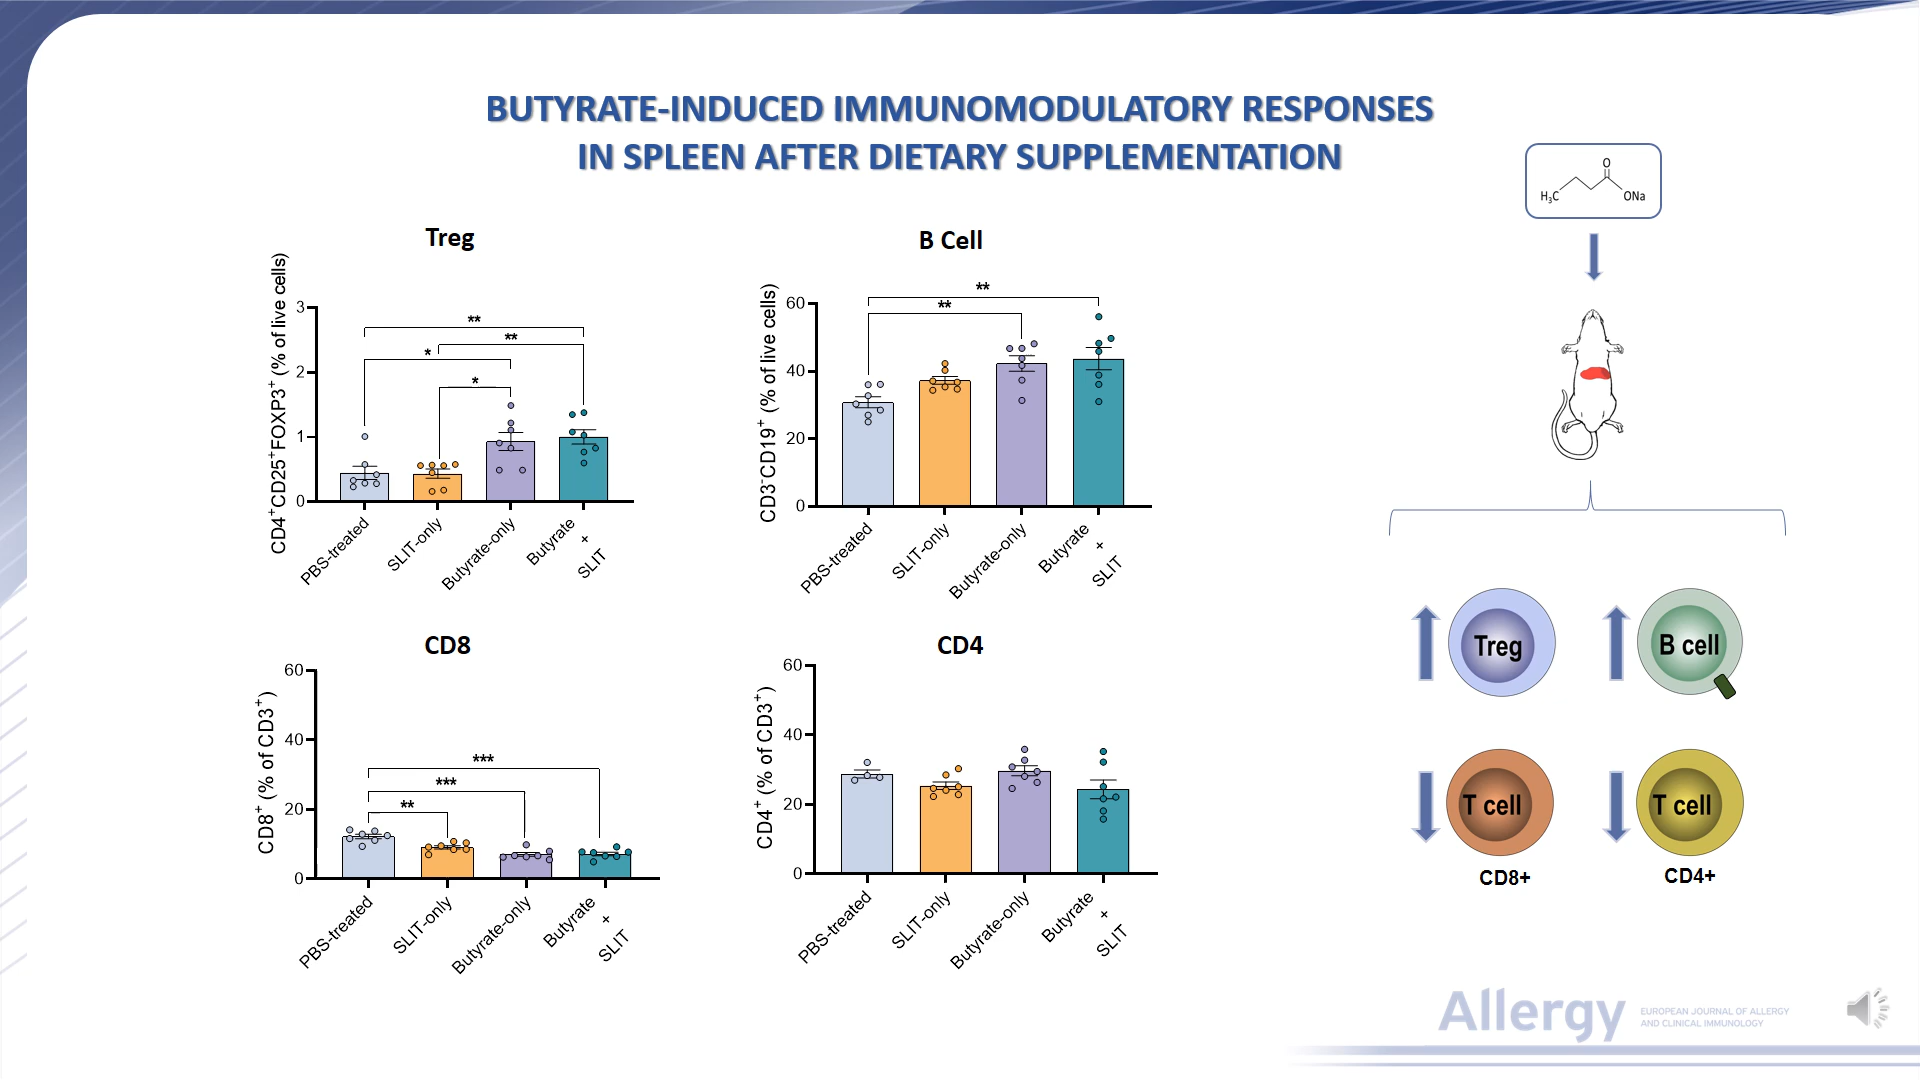 BUTYRATE-INDUCED IMMUNOMODULATORY RESPONSES
IN SPLEEN AFTER DIETARY SUPPLEMENTATION
Treg
CD4+CD25+FOXP3+ (% of live cells)
3
2
1
0
**
**
*
*
PBS-treated
SLIT-only
Butyrate-only
Butyrate
+
SLIT
B Cell
CD3-CD19+ (% of live cells)
60
40
20
0
**
**
PBS-treated
SLIT-only
Butyrate-only
Butyrate
+
SLIT
CD8
CD8+ (% of CD3+)
60
40
20
0
***
***
**
PBS-treated
SLIT-only
Butyrate-only
Butyrate
+
SLIT
CD4
CD4+ (% of CD3+)
60
40
20
0
PBS-treated
SLIT-only
Butyrate-only
Butyrate
+
SLIT
O
H3C
ONa
Treg
B cell
T cell
T cell
CD8+
CD4+
Allergy
EUROPEAN JOURNAL OF ALLERGY
AND CLINICAL IMMUNOLOGY